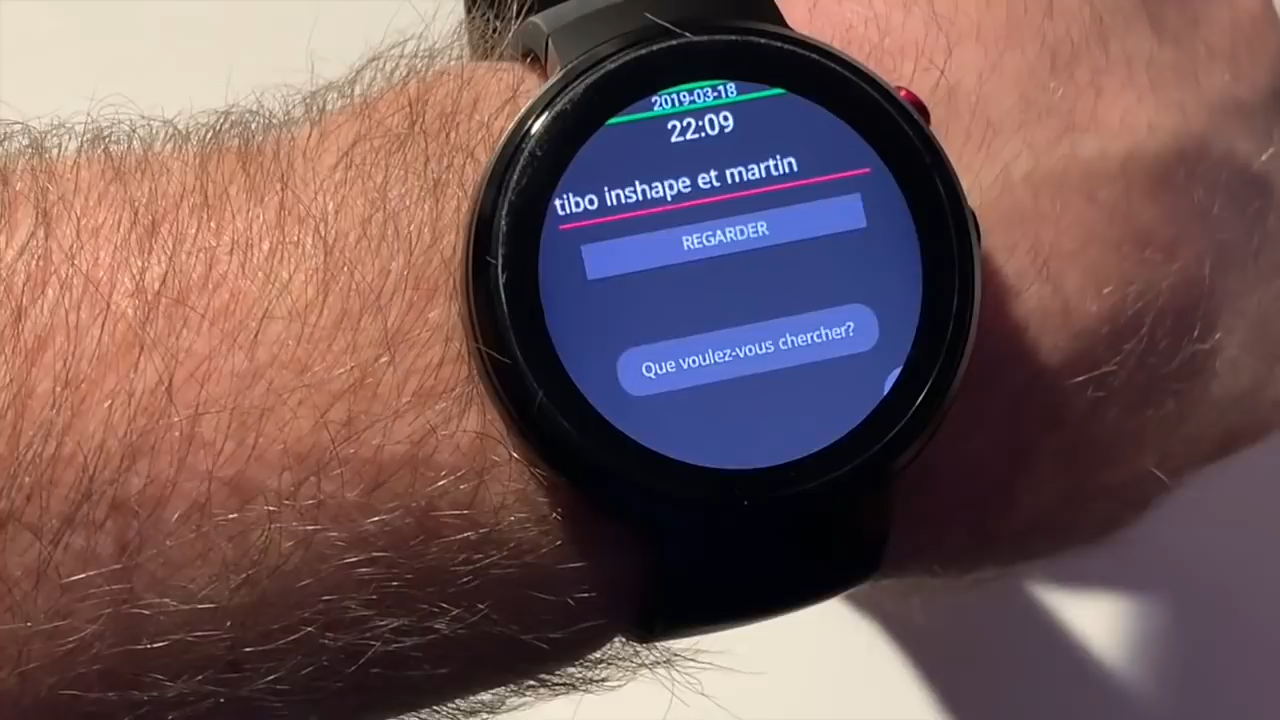 2019-03-18
22:09
tibo inshape et martin
REGARDER
Que voulez-vous chercher?